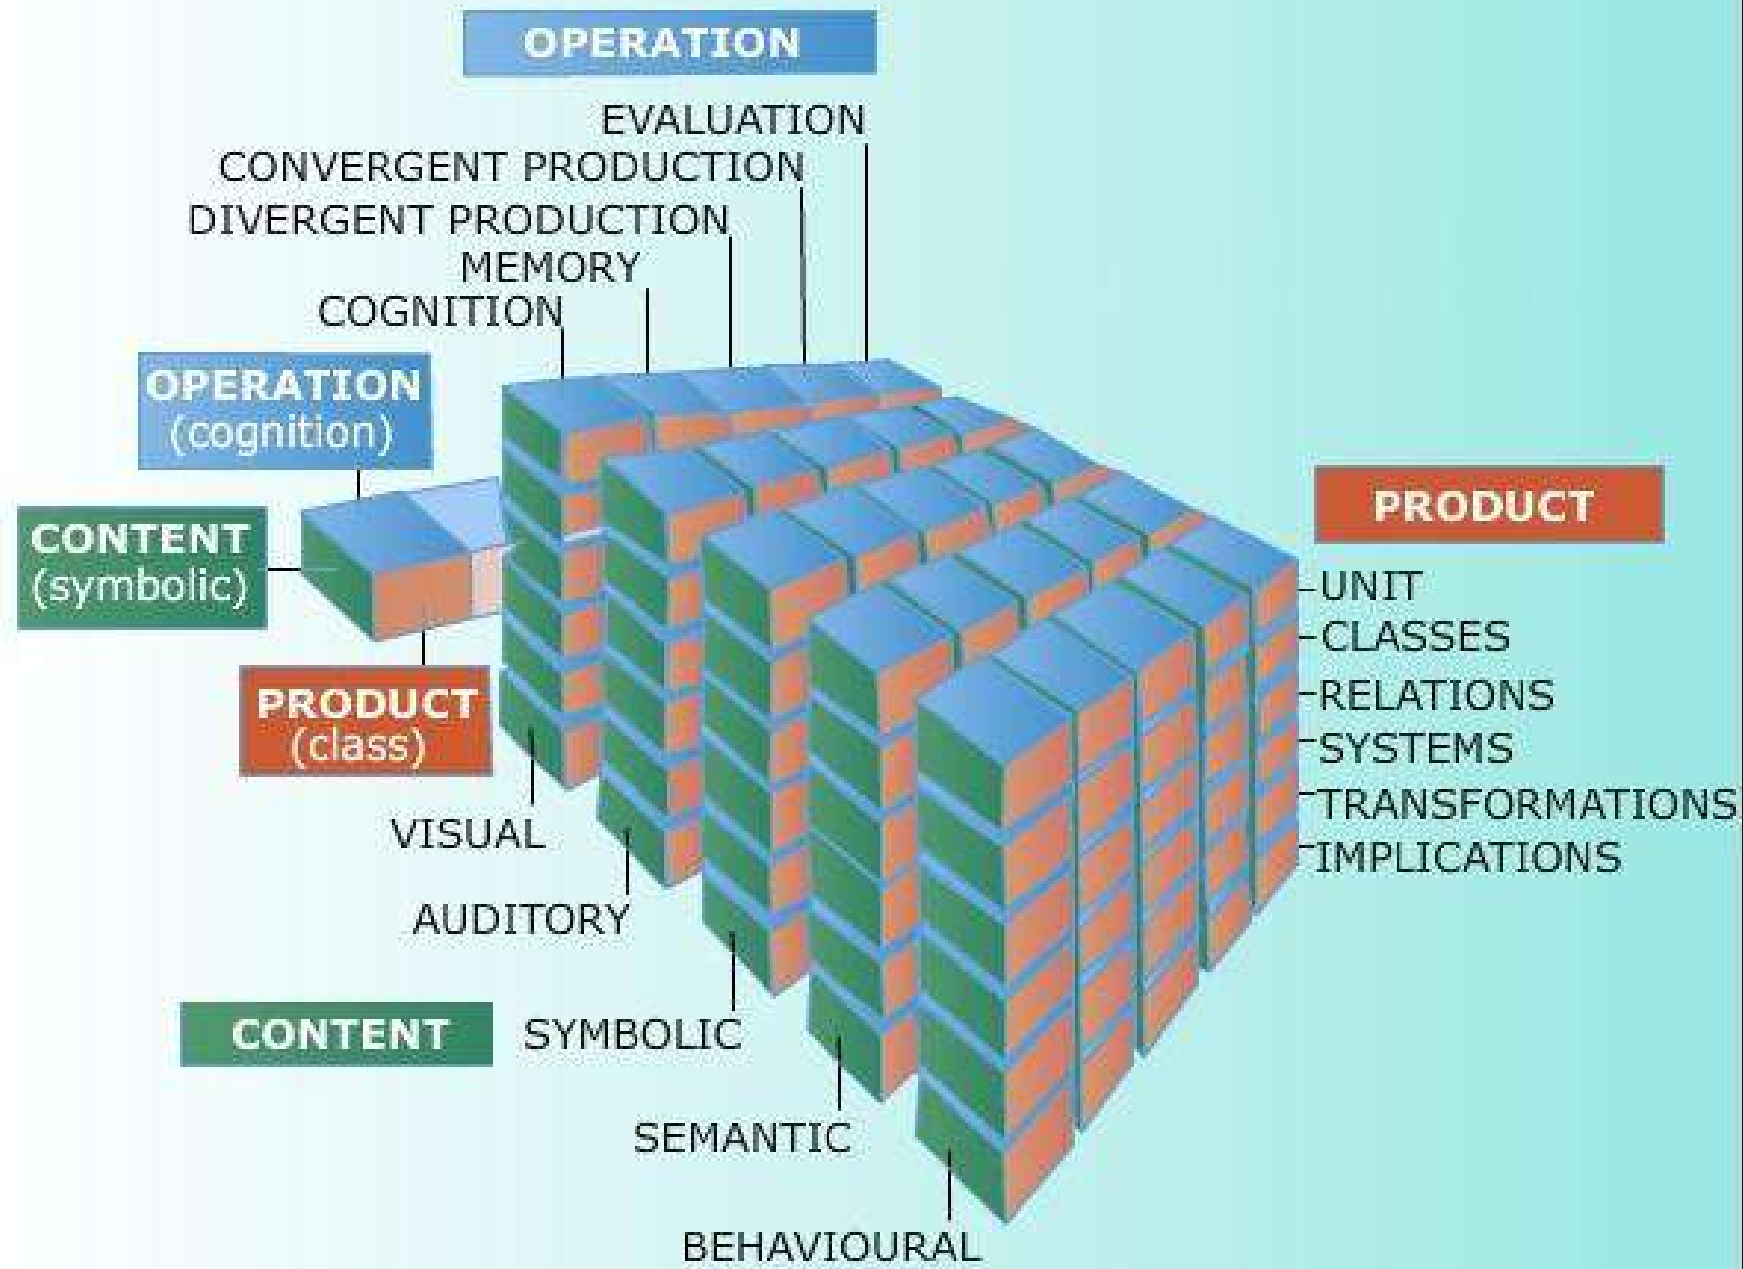 OPERATION
EVALUATION
CONVERGENT PRODUCTION
DIVERGENT PRODUCTION
MEMORY
COGNITION
OPERATION
(cognition)
CONTENT
(symbolic)
PRODUCT
(class)
PRODUCT
UNIT
CLASSES
RELATIONS
SYSTEMS
TRANSFORMATIONS
IMPLICATIONS
VISUAL
AUDITORY
CONTENT
SYMBOLIC
SEMANTIC
BEHAVIOURAL